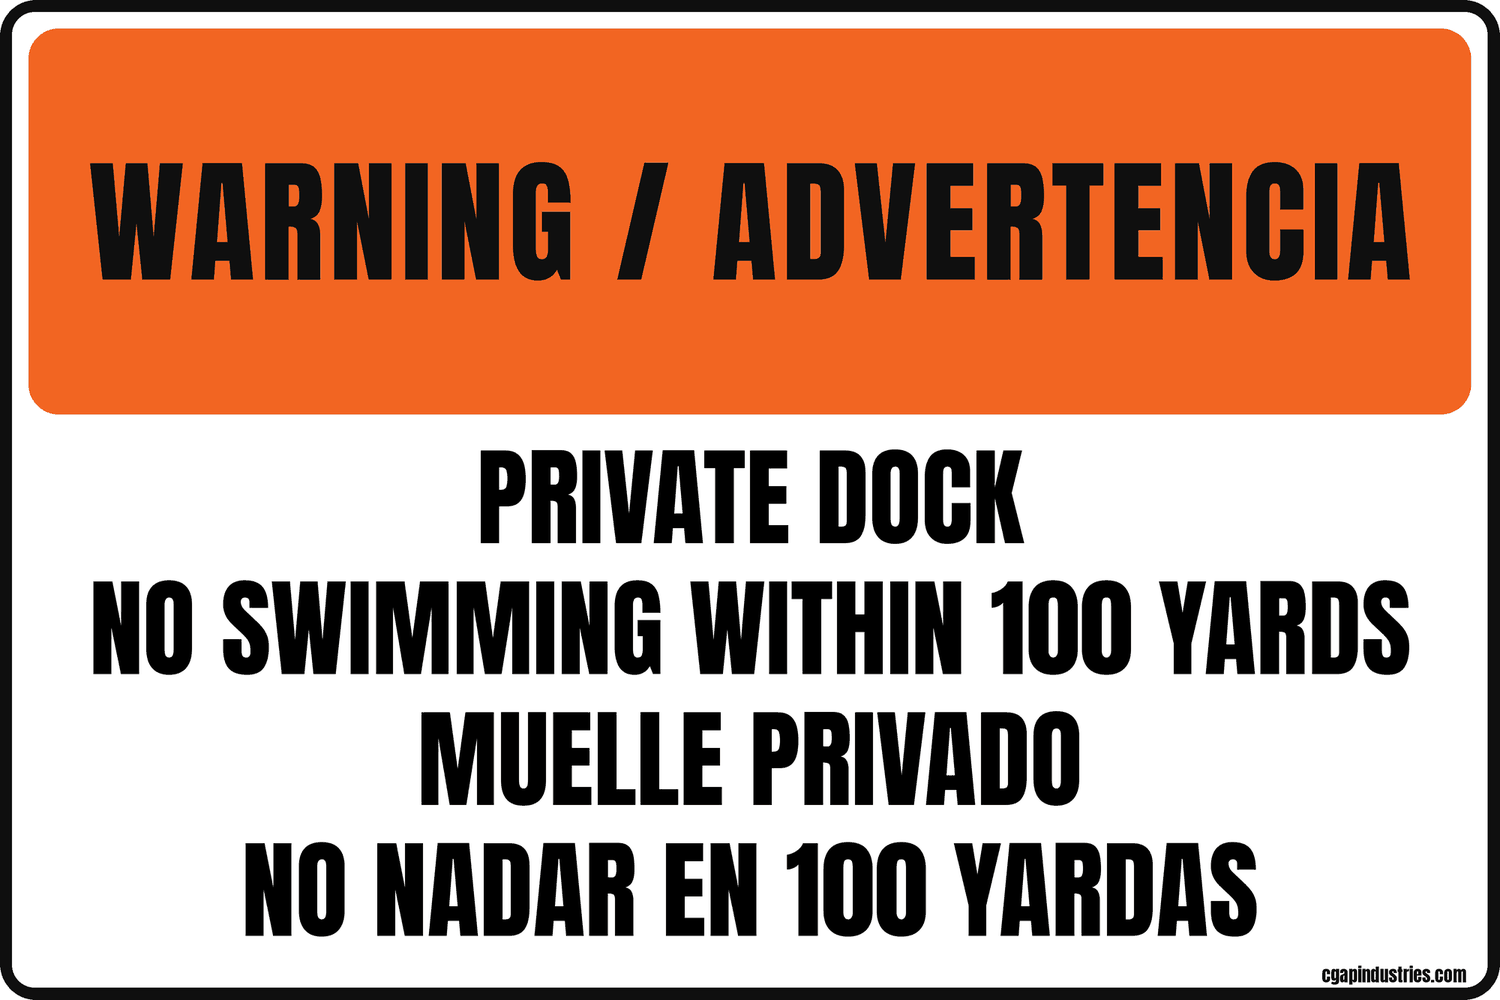 WARNING / ADVERTENCIA
PRIVATE DOCK
NO SWIMMING WITHIN 100 YARDS
MUELLE PRIVADO
NO NADAR EN 100 YARDAS
cgapindustries.com